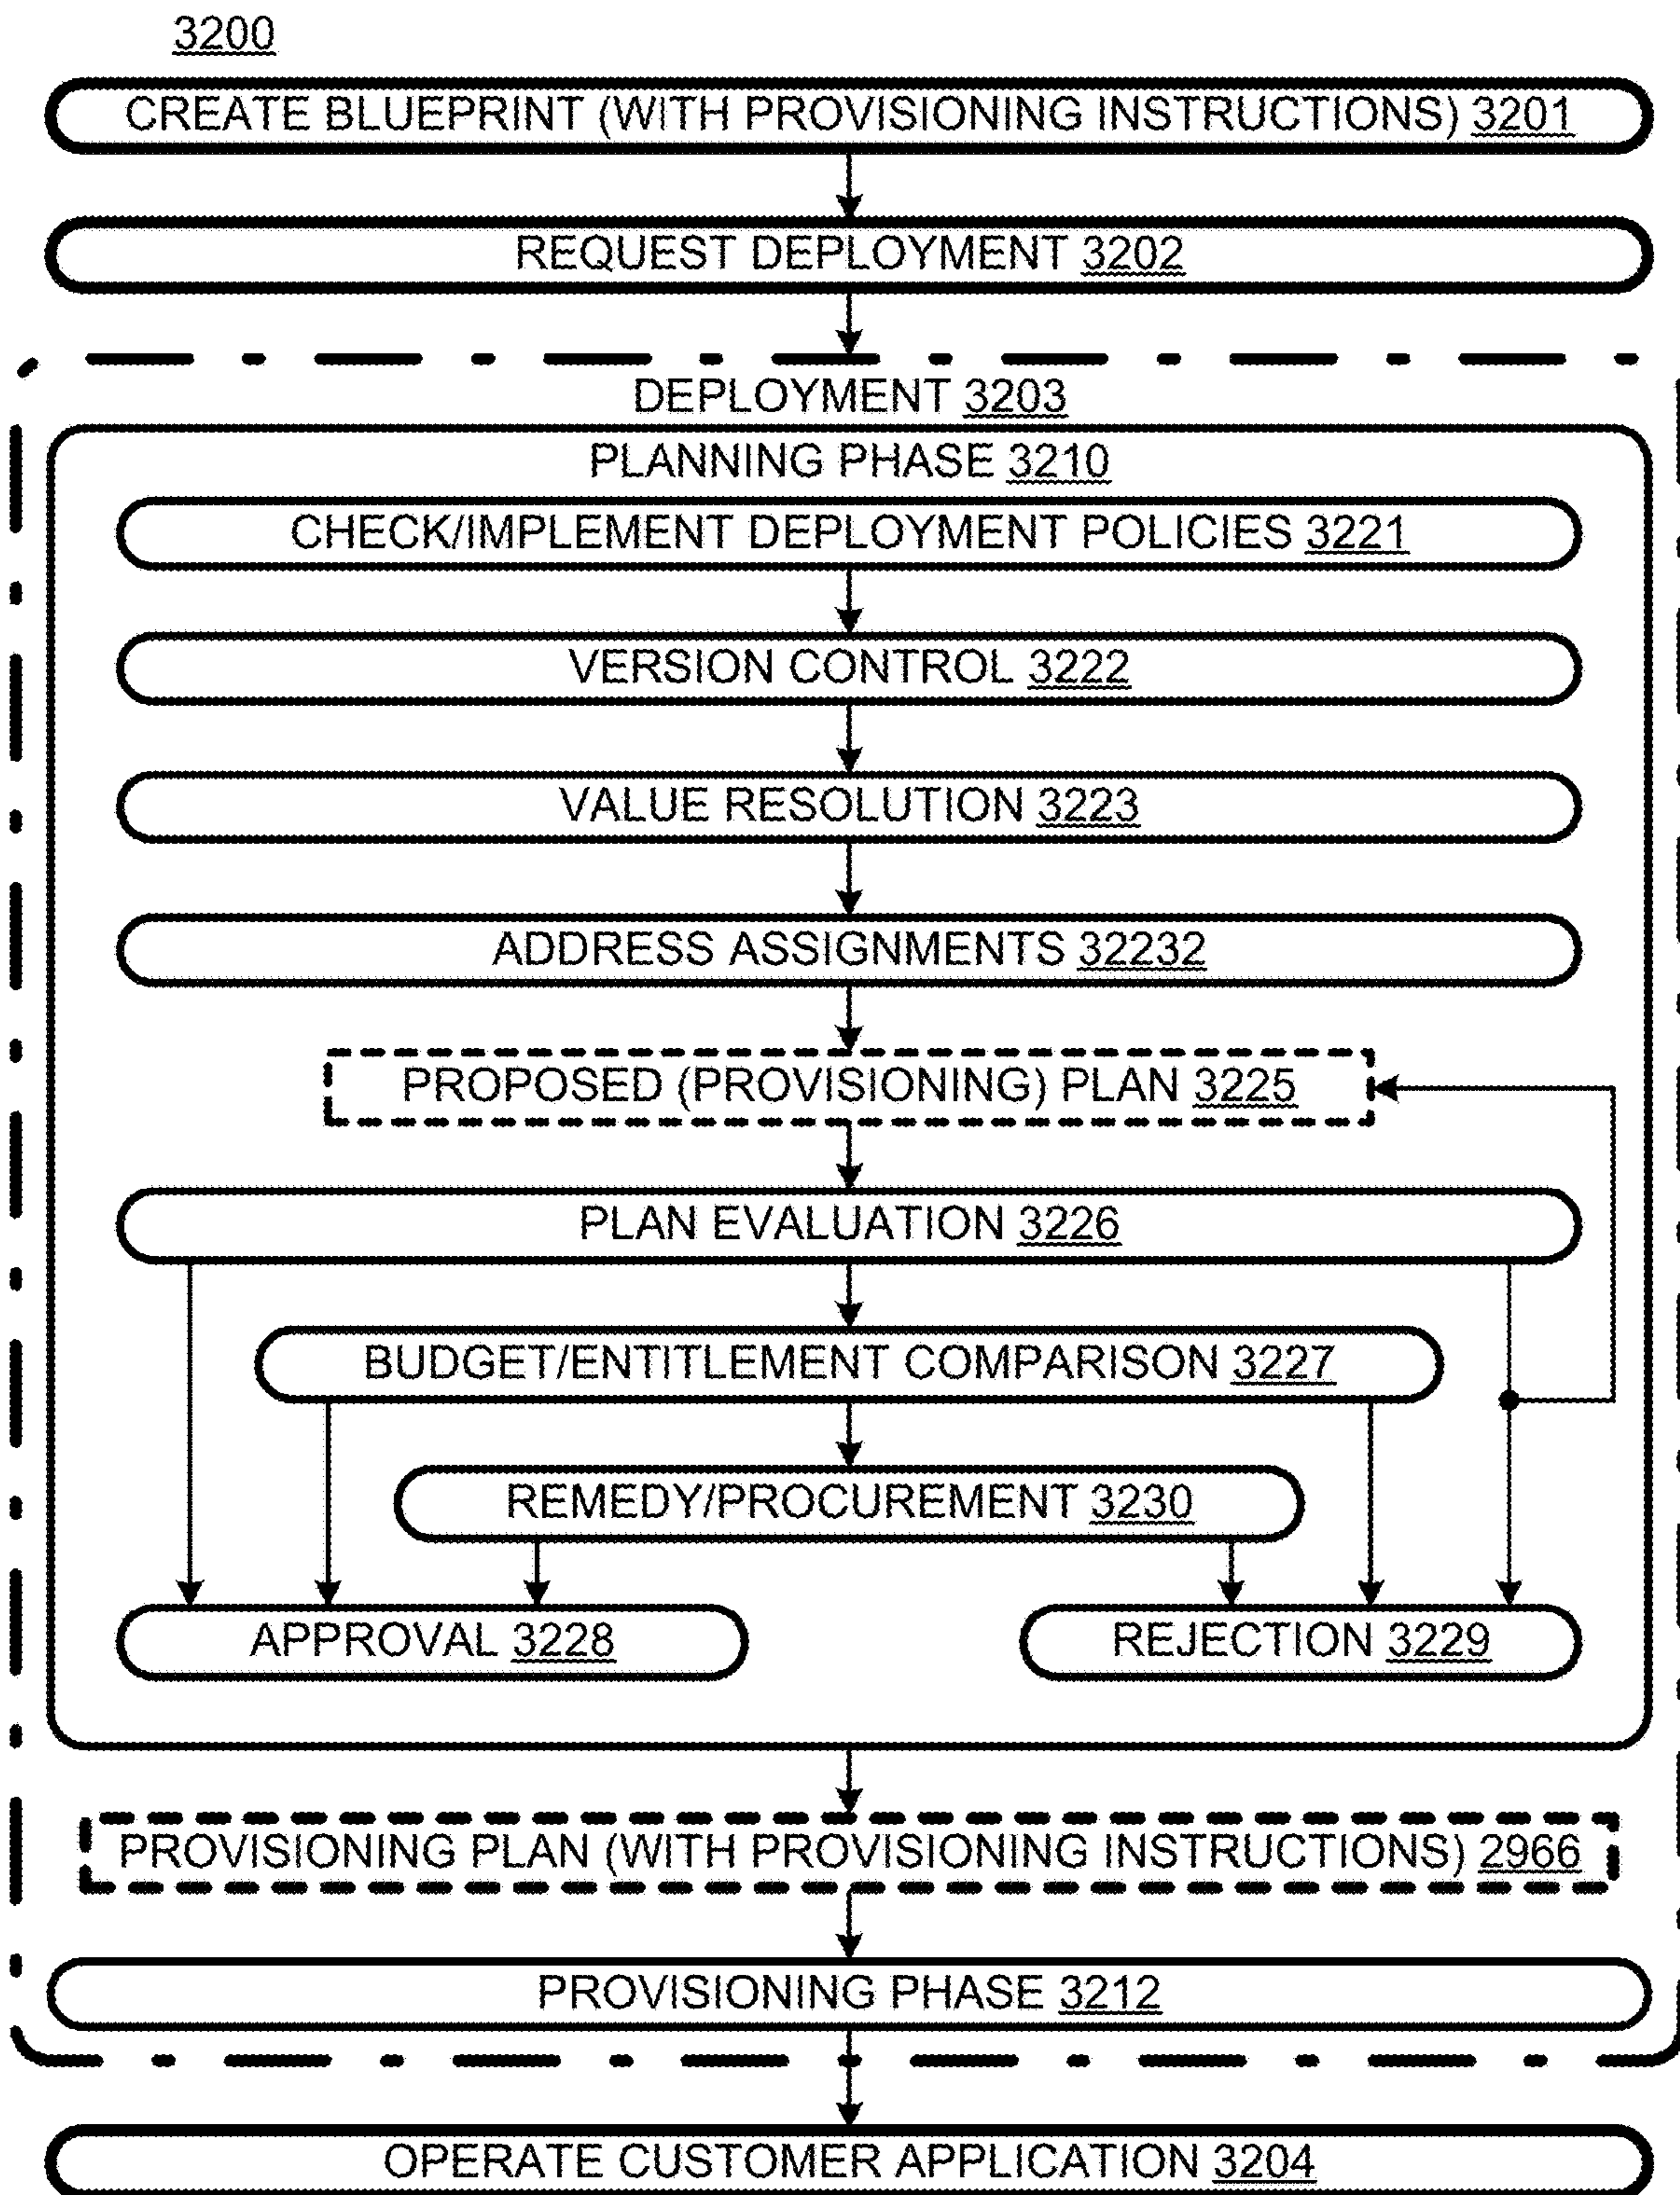 3200
CREATE BLUEPRINT (WITH PROVISIONING INSTRUCTIONS) 3201
REQUEST DEPLOYMENT 3202
DEPLOYMENT 3203
PLANNING PHASE 3210
CHECK/IMPLEMENT DEPLOYMENT POLICIES 3221
VERSION CONTROL 3222
VALUE RESOLUTION 3223
ADDRESS ASSIGNMENTS 32232
PROPOSED (PROVISIONING) PLAN 3225
PLAN EVALUATION 3226
BUDGET/ENTITLEMENT COMPARISON 3227
REMEDY/PROCUREMENT 3230
APPROVAL 3228
REJECTION 3229
PROVISIONING PLAN (WITH PROVISIONING INSTRUCTIONS) 2966
PROVISIONING PHASE 3212
OPERATE CUSTOMER APPLICATION 3204